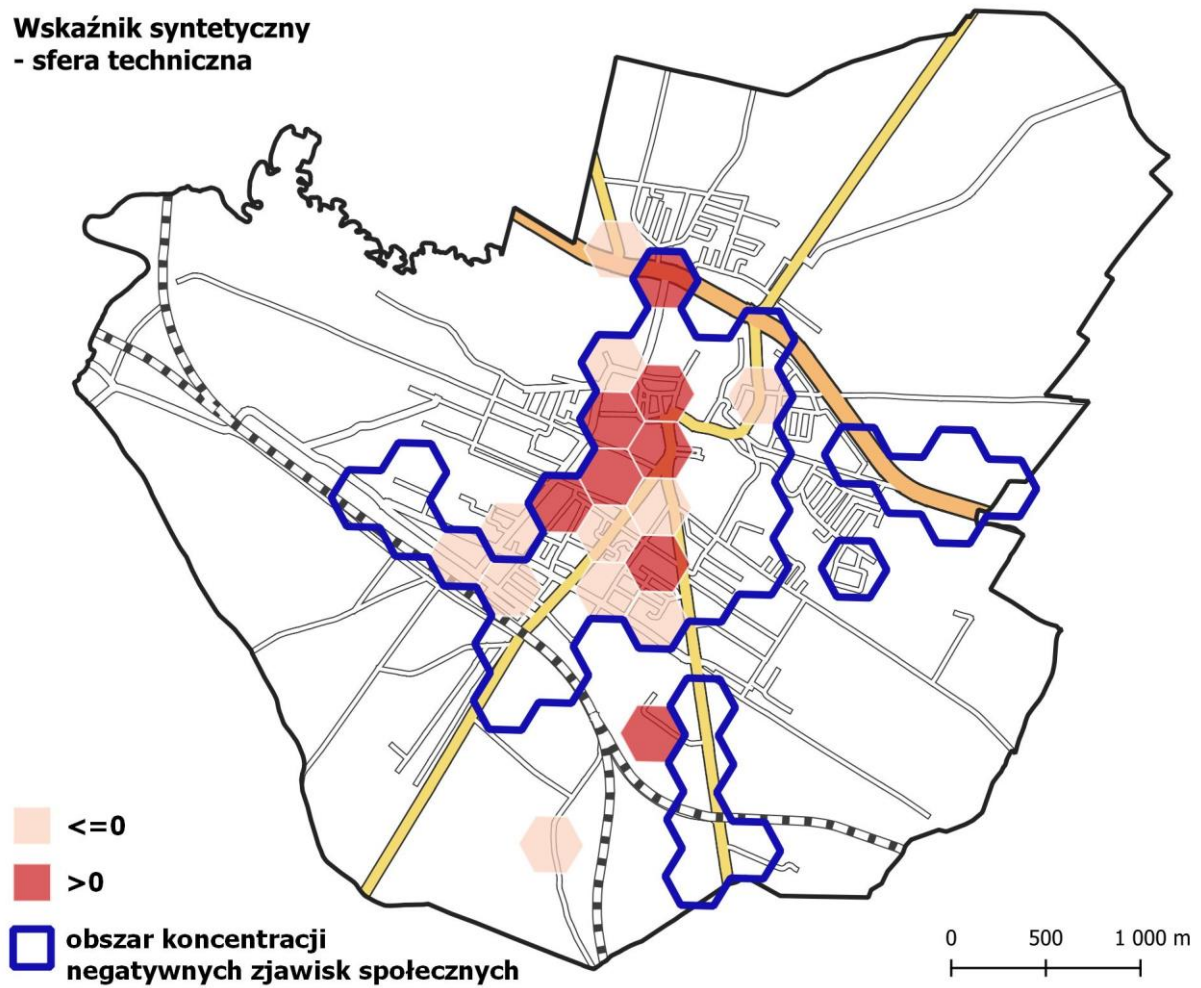 Wskaźnik syntetyczny
- sfera techniczna
<=0
>0
obszar koncentracji
negatywnych zjawisk społecznych
0 500 1 000 m